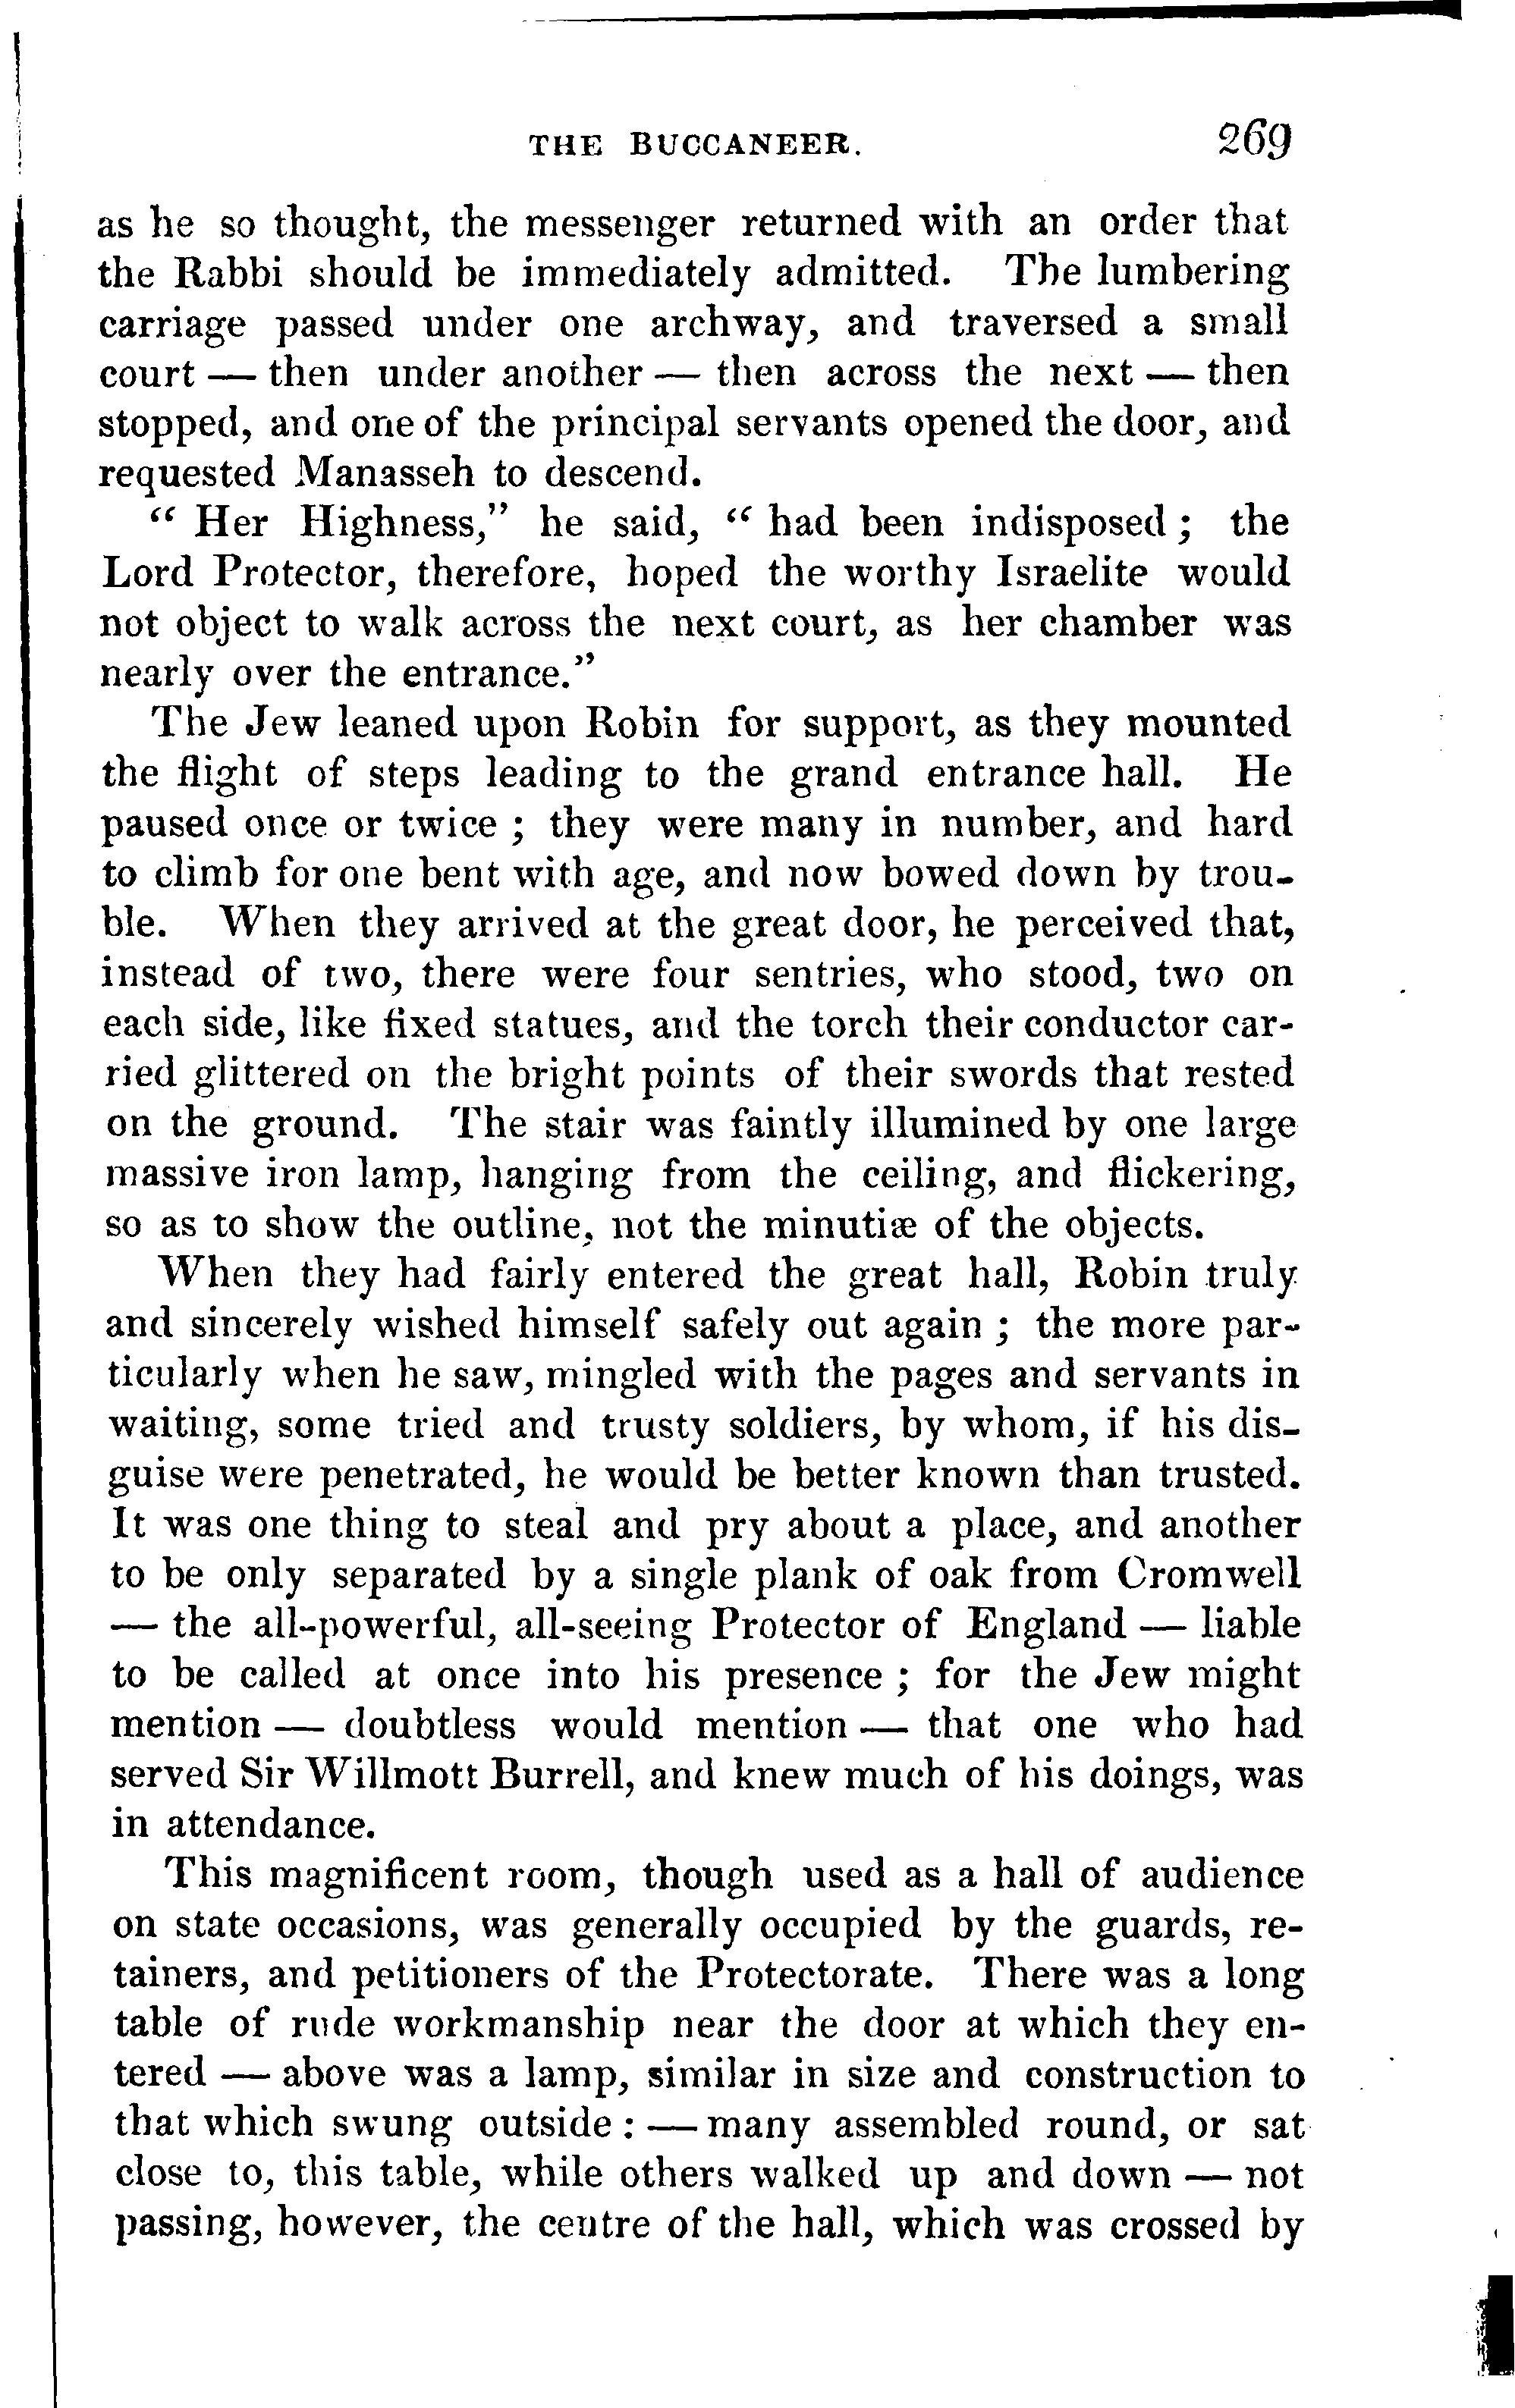 THE BUCCANEER. 269
as he so thought, the messenger returned with an order that
the Rabbi should be immediately admitted. The lumbering
carriage passed under one archway, and traversed a small
court — then under another — then across the next — then
stopped, and one of the principal servants opened the door, and
requested Manasseh to descend.
“ Her Highness,” he said, “ had been indisposed ; the
Lord Protector, therefore, hoped the worthy Israelite would
not object to walk across the next court, as her chamber was
nearly over the entrance.”
The Jew leaned upon Robin for support, as they mounted
the flight of steps leading to the grand entrance hall. He
paused once or twice ; they were many in number, and hard
to climb for one bent with age, and now bowed down by trou-
ble. When they arrived at the great door, he perceived that,
instead of two, there were four sentries, who stood, two on
each side, like fixed statues, and the torch their conductor car-
ried glittered on the bright points of their swords that rested
on the ground. The stair was faintly illumined by one large
massive iron lamp, hanging from the ceiling, and flickering,
so as to show the outline, not the minutiæ of the objects.
When they had fairly entered the great hall, Robin truly
and sincerely wished himself safely out again ; the more par-
ticularly when he saw, mingled with the pages and servants in
waiting, some tried and trusty soldiers, by whom, if his dis-
guise were penetrated, he would be better known than trusted.
It was one thing to steal and pry about a place, and another
to be only separated by a single plank of oak from Cromwell
— the all-powerful, all-seeing Protector of England — liable
to be called at once into his presence ; for the Jew might
mention — doubtless would mention — that one who had
served Sir Willmott Burrell, and knew much of his doings, was
in attendance.
This magnificent room, though used as a hall of audience
on state occasions, was generally occupied by the guards, re-
tainers, and petitioners of the Protectorate. There was a long
table of rude workmanship near the door at which they en-
tered — above was a lamp, similar in size and construction to
that which swung outside : — many assembled round, or sat
close to, this table, while others walked up and down — not
passing, however, the centre of the hall, which was crossed by